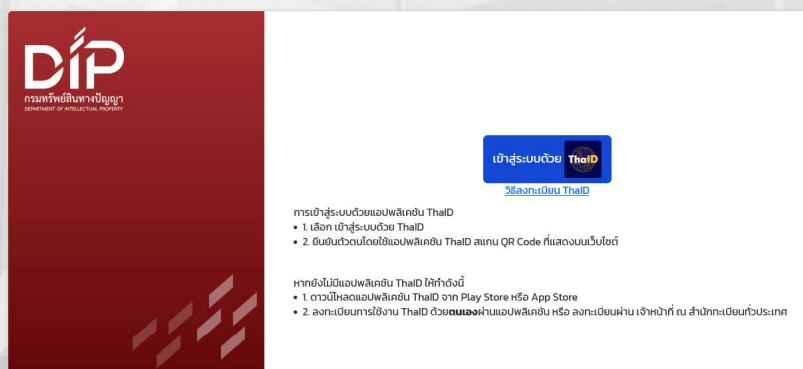 DIP
กรมทรัพย์สินทางปัญญา
DEPARTMENT OF INTELLECTUAL PROPERTY
เข้าสู่ระบบด้วย ThaID
วิธีลงทะเบียน ThaID
การเข้าสู่ระบบด้วยแอปพลิเคชัน ThaID
• 1. เลือก เข้าสู่ระบบด้วย ThaID
• 2. ยืนยันตัวตนโดยใช้แอปพลิเคชัน ThaID สแกน QR Code ที่แสดงบนเว็บไซต์
หากยังไม่มีแอปพลิเคชัน ThaID ให้ทำดังนี้
• 1. ดาวน์โหลดแอปพลิเคชัน ThaID จาก Play Store หรือ App Store
• 2. ลงทะเบียนการใช้งาน ThaID ด้วยตนเองผ่านแอปพลิเคชัน หรือ ลงทะเบียนผ่าน เจ้าหน้าที่ ณ สำนักทะเบียนทั่วประเทศ